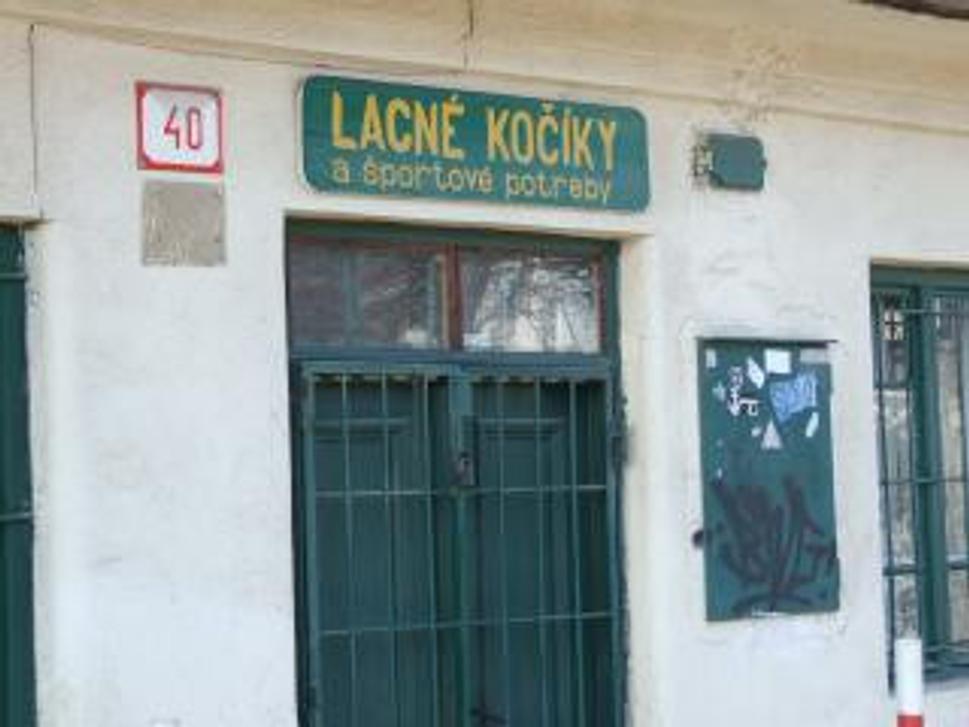 40
LACNÉ KOČÍKY
a športové potreby